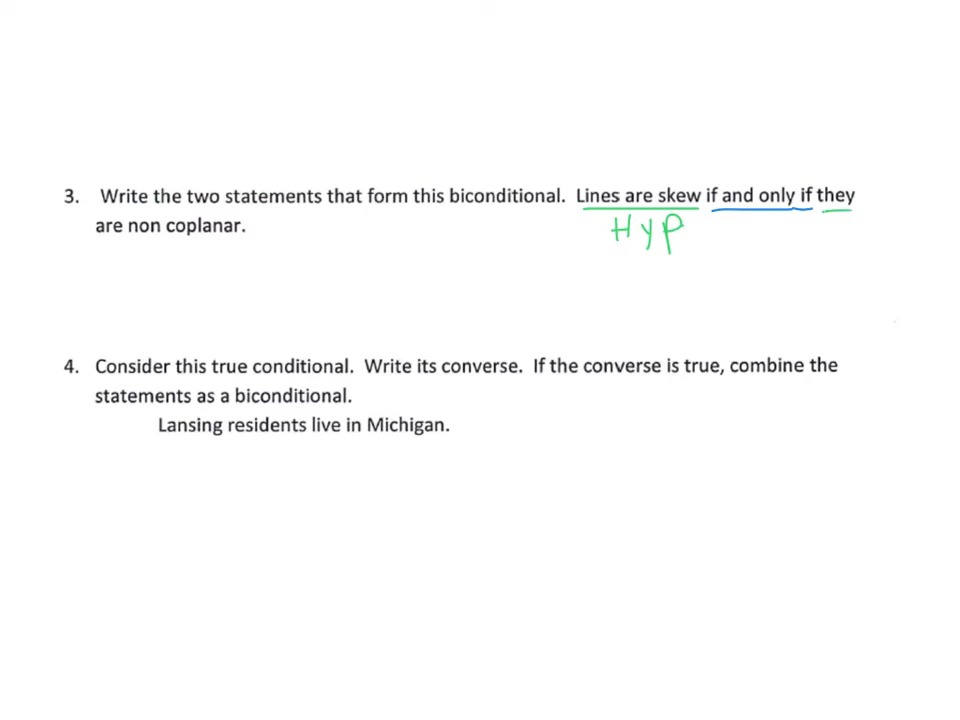 3. Write the two statements that form this biconditional. Lines are skew if and only if they
are non coplanar.
Hyp
4. Consider this true conditional. Write its converse. If the converse is true, combine the
statements as a biconditional.
Lansing residents live in Michigan.